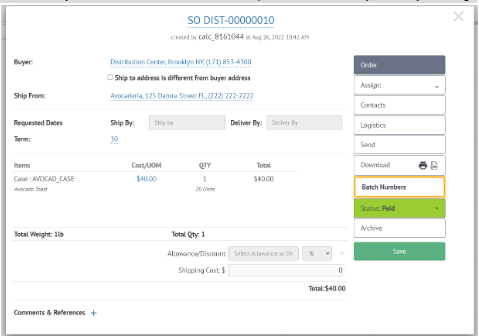 SO DIST-00000010
created by calc_8161044 at Aug 26, 2022 10:42 AM
Buyer: Distribution Center, Brooklyn NY, (171) 853-4300
Ship to address is different from buyer address
Ship From: Avocaderia, 123 Datura Street FL, (222) 222-2222
Requested Dates Ship By: Ship by Deliver By: Deliver By
Term: 30
Items Cost/UOM QTY Total
Case : AVOCAD_CASE $40.00 1 $40.00
Avocado Toast 20 Units
Total Weight: 1lb Total Qty: 1
Allowance/Discount Select Allowance or Di %
Shipping Cost: $ 0
Total:$40.00
Comments & References +
Order
Assign:
Contacts
Logistics
Send
Download
Batch Numbers
Status: Paid
Archive
Save